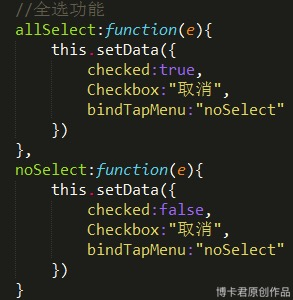 //全选功能
allSelect:function(e){
this.setData({
checked:true,
Checkbox:"取消",
bindTapMenu:"noSelect"
})
},
noSelect:function(e){
this.setData({
checked:false,
Checkbox:"取消",
bindTapMenu:"noSelect"
})
}
博卡君原创作品